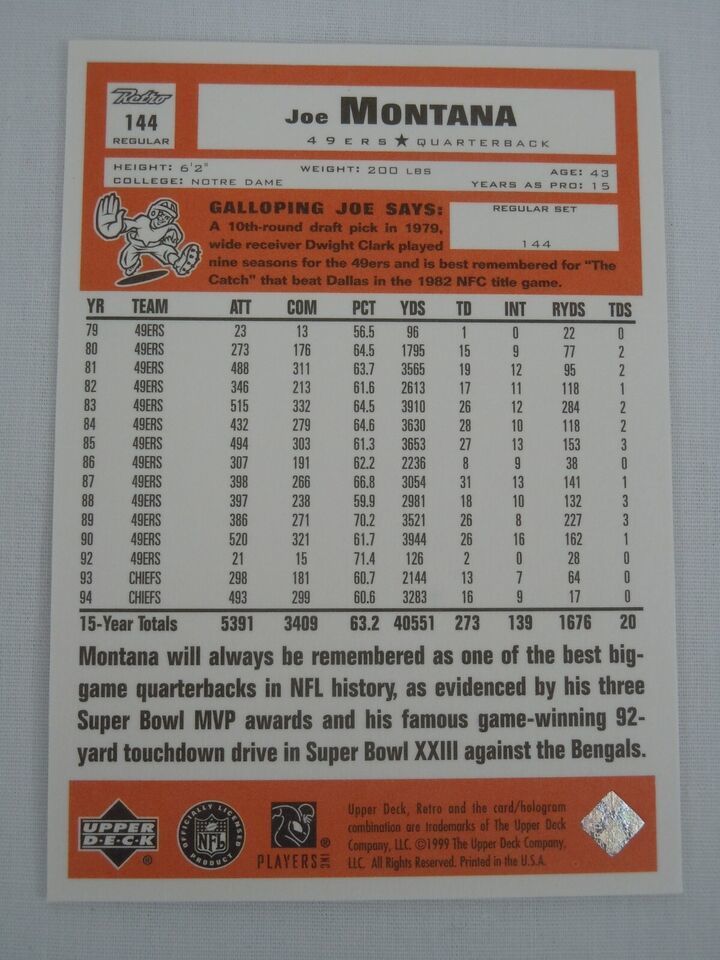 Retro
144
REGULAR
Joe MONTANA
49ERS★QUARTERBACK
HEIGHT: 6'2" WEIGHT: 200 LBS AGE: 43
COLLEGE: NOTRE DAME YEARS AS PRO: 15
GALLOPING JOE SAYS:
A 10th-round draft pick in 1979,
wide receiver Dwight Clark played
nine seasons for the 49ers and is best remembered for "The
Catch" that beat Dallas in the 1982 NFC title game.
REGULAR SET
144
YR TEAM ATT COM PCT YDS TD INT RYDS TDS
79 49ERS 23 13 56.5 96 1 0 22 0
80 49ERS 273 176 64.5 1795 15 9 77 2
81 49ERS 488 311 63.7 3565 19 12 95 2
82 49ERS 346 213 61.6 2613 17 11 118 1
83 49ERS 515 332 64.5 3910 26 12 284 2
84 49ERS 432 279 64.6 3630 28 10 118 2
85 49ERS 494 303 61.3 3653 27 13 153 3
86 49ERS 307 191 62.2 2236 8 9 38 0
87 49ERS 398 266 66.8 3054 31 13 141 1
88 49ERS 397 238 59.9 2981 18 10 132 3
89 49ERS 386 271 70.2 3521 26 8 227 3
90 49ERS 520 321 61.7 3944 26 16 162 1
92 49ERS 21 15 71.4 126 2 0 28 0
93 CHIEFS 298 181 60.7 2144 13 7 64 0
94 CHIEFS 493 299 60.6 3283 16 9 17 0
15-Year Totals 5391 3409 63.2 40551 273 139 1676 20
Montana will always be remembered as one of the best big-
game quarterbacks in NFL history, as evidenced by his three
Super Bowl MVP awards and his famous game-winning 92-
yard touchdown drive in Super Bowl XXIII against the Bengals.
UPPER
DECK ®
OFFICIALLY LICENSED
NFL
PRODUCT
PLAYERS INC ®
Upper Deck, Retro and the card/hologram
combination are trademarks of The Upper Deck
Company, LLC. ©1999 The Upper Deck Company,
LLC. All Rights Reserved. Printed in the U.S.A.